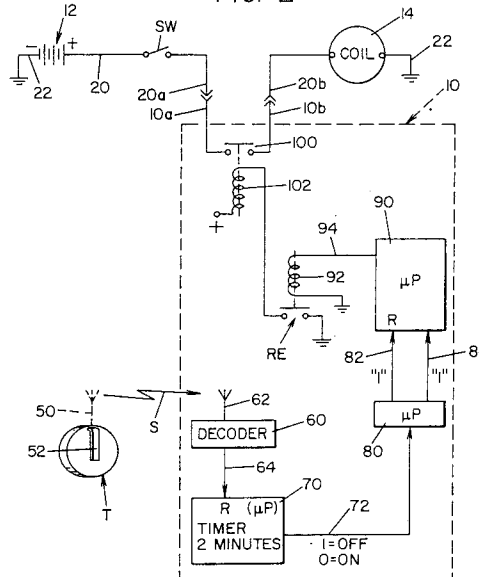 12
SW
14
COIL
22
20
22
20a
10a
20b
10b
10
100
102
90
94
92
µP
R
RE
82
8
"1"
"1"
80
µP
50
52
S
T
62
DECODER
60
64
R (µP)
TIMER
2 MINUTES
70
72
1=OFF
0=ON